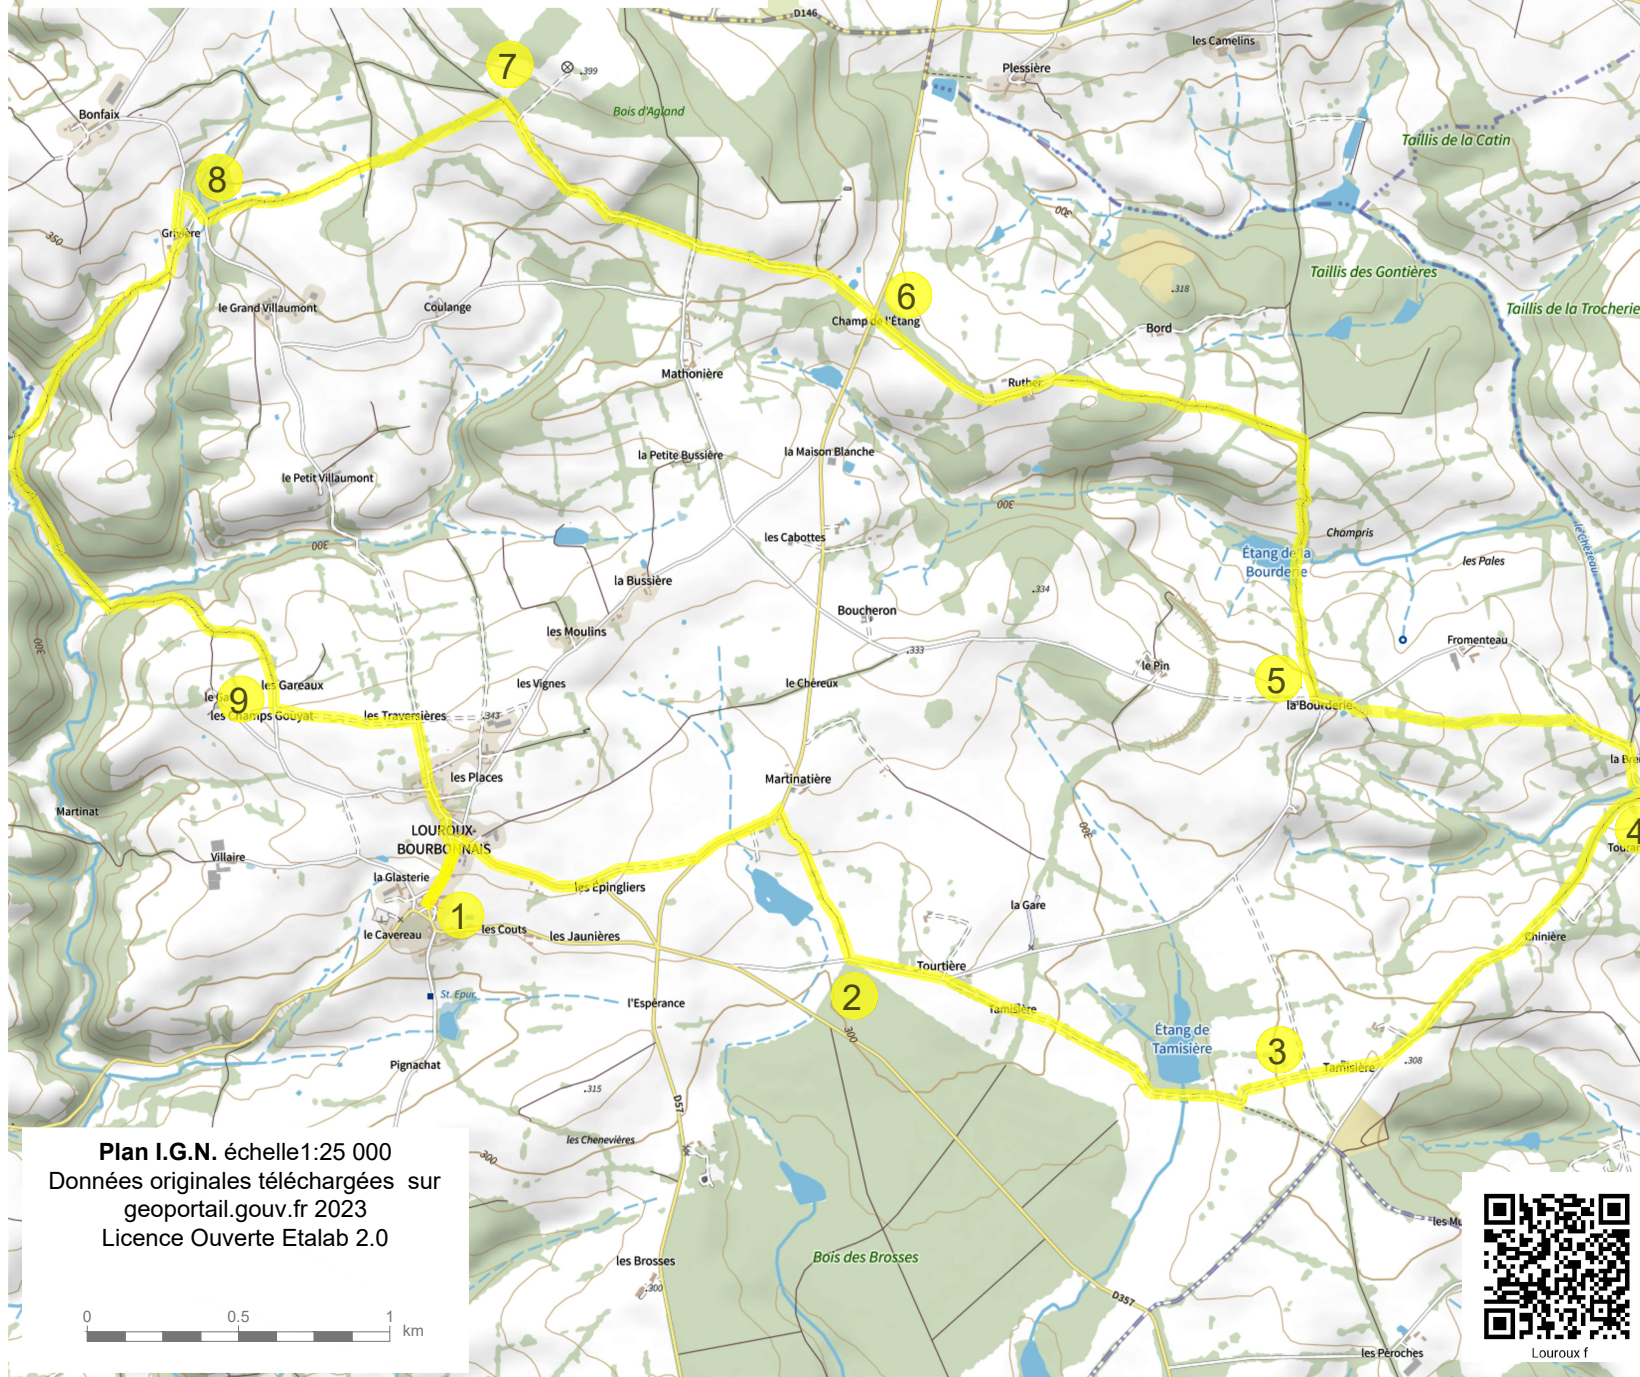 D146
les Camelins
7
Plessière
.399
Bonfaix
Bois d'Agland
Taillis de la Catin
8
300
Grivière
350
Taillis des Gontières
.318
6
le Grand Villaumont
Coulange
Taillis de la Trocherie
Champ de l'Étang
Bord
Mathonière
Ruther
la Petite Bussière
la Maison Blanche
le Petit Villaumont
300
Champris
les Cabottes
300
le Chézeau
Étang de la
Bourderie
les Pales
la Bussière
.334
Boucheron
les Moulins
Fromenteau
300
.333
le Pin
les Vignes
le Chéreux
5
les Gareaux
9
la Bourderie
les Champs Gouyat
les Traversières
.343
les Places
Martinatière
Martinat
LOUROUX-
BOURBONNAIS
300
4
Villaire
la Glasterie
les Épingliers
la Gare
1
les Couts
les Jaunières
le Cavereau
Chinière
Tourtière
2
St. Epur
l'Espérance
Tamisière
300
Étang de
Tamisière
3
Pignachat
Tamisière
.308
.315
D57
les Chenevières
300
Plan I.G.N. échelle1:25 000
Données originales téléchargées sur
geoportail.gouv.fr 2023
Licence Ouverte Etalab 2.0
les Brosses
Bois des Brosses
.300
D357
0 0.5 1
km
les Péroches
Louroux f